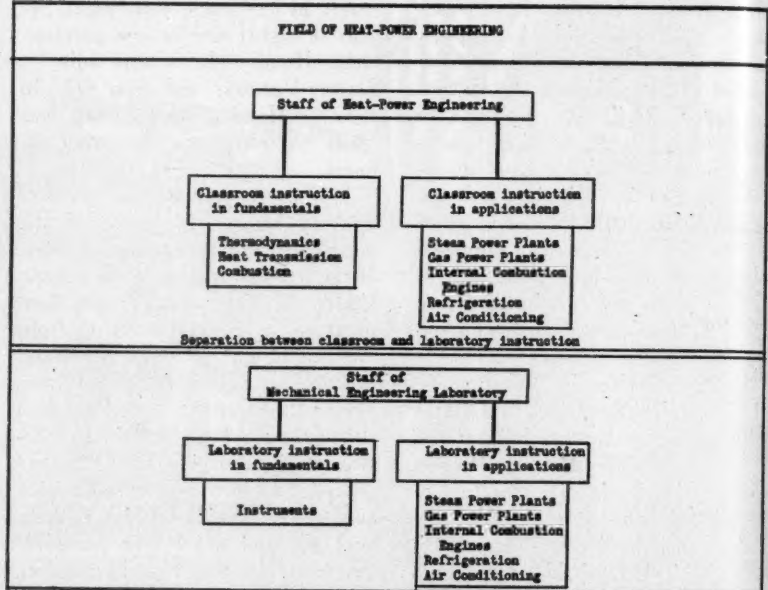 FIELD OF HEAT-POWER ENGINEERING
Staff of Heat-Power Engineering
Classroom instruction
in fundamentals
Thermodynamics
Heat Transmission
Combustion
Classroom instruction
in applications
Steam Power Plants
Gas Power Plants
Internal Combustion
Engines
Refrigeration
Air Conditioning
Separation between classroom and laboratory instruction
Staff of
Mechanical Engineering Laboratory
Laboratory instruction
in fundamentals
Instruments
Laboratory instruction
in applications
Steam Power Plants
Gas Power Plants
Internal Combustion
Engines
Refrigeration
Air Conditioning